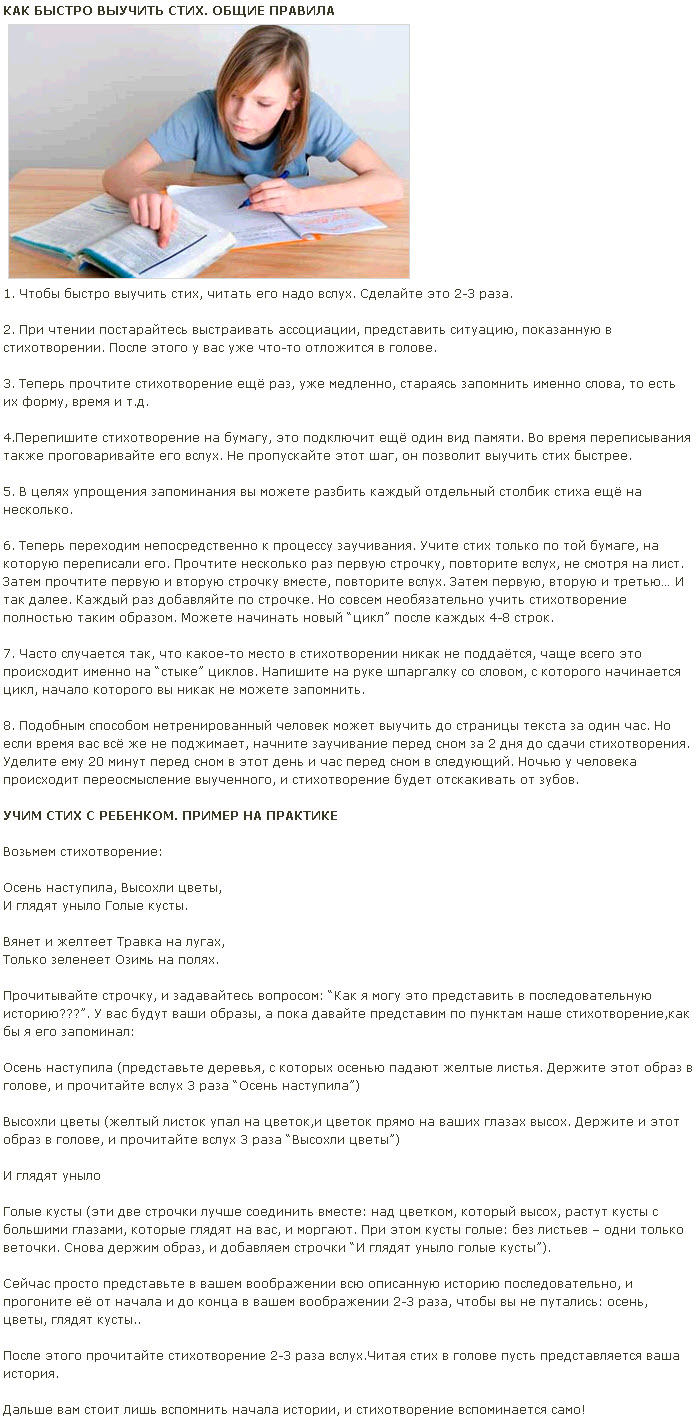 КАК БЫСТРО ВЫУЧИТЬ СТИХ. ОБЩИЕ ПРАВИЛА
1. Чтобы быстро выучить стих, читать его надо вслух. Сделайте это 2-3 раза.
2. При чтении постарайтесь выстраивать ассоциации, представить ситуацию, показанную в
стихотворении. После этого у вас уже что-то отложится в голове.
3. Теперь прочтите стихотворение ещё раз, уже медленно, стараясь запомнить именно слова, то есть
их форму, время и т.д.
4.Перепишите стихотворение на бумагу, это подключит ещё один вид памяти. Во время переписывания
также проговаривайте его вслух. Не пропускайте этот шаг, он позволит выучить стих быстрее.
5. В целях упрощения запоминания вы можете разбить каждый отдельный столбик стиха ещё на
несколько.
6. Теперь переходим непосредственно к процессу заучивания. Учите стих только по той бумаге, на
которую переписали его. Прочтите несколько раз первую строчку, повторите вслух, не смотря на лист.
Затем прочтите первую и вторую строчку вместе, повторите вслух. Затем первую, вторую и третью… И
так далее. Каждый раз добавляйте по строчке. Но совсем необязательно учить стихотворение
полностью таким образом. Можете начинать новый “цикл” после каждых 4-8 строк.
7. Часто случается так, что какое-то место в стихотворении никак не поддаётся, чаще всего это
происходит именно на “стыке” циклов. Напишите на руке шпаргалку со словом, с которого начинается
цикл, начало которого вы никак не можете запомнить.
8. Подобным способом нетренированный человек может выучить до страницы текста за один час. Но
если время вас всё же не поджимает, начните заучивание перед сном за 2 дня до сдачи стихотворения.
Уделите ему 20 минут перед сном в этот день и час перед сном в следующий. Ночью у человека
происходит переосмысление выученного, и стихотворение будет отскакивать от зубов.
УЧИМ СТИХ С РЕБЕНКОМ. ПРИМЕР НА ПРАКТИКЕ
Возьмем стихотворение:
Осень наступила, Высохли цветы,
И глядят уныло Голые кусты.
Вянет и желтеет Травка на лугах,
Только зеленеет Озимь на полях.
Прочитывайте строчку, и задавайтесь вопросом: “Как я могу это представить в последовательную
историю???”. У вас будут ваши образы, а пока давайте представим по пунктам наше стихотворение,как
бы я его запоминал:
Осень наступила (представьте деревья, с которых осенью падают желтые листья. Держите этот образ в
голове, и прочитайте вслух 3 раза “Осень наступила”)
Высохли цветы (желтый листок упал на цветок,и цветок прямо на ваших глазах высох. Держите и этот
образ в голове, и прочитайте вслух 3 раза “Высохли цветы”)
И глядят уныло
Голые кусты (эти две строчки лучше соединить вместе: над цветком, который высох, растут кусты с
большими глазами, которые глядят на вас, и моргают. При этом кусты голые: без листьев – одни только
веточки. Снова держим образ, и добавляем строчки “И глядят уныло голые кусты”).
Сейчас просто представьте в вашем воображении всю описанную историю последовательно, и
прогоните её от начала и до конца в вашем воображении 2-3 раза, чтобы вы не путались: осень,
цветы, глядят кусты..
После этого прочитайте стихотворение 2-3 раза вслух.Читая стих в голове пусть представляется ваша
история.
Дальше вам стоит лишь вспомнить начала истории, и стихотворение вспоминается само!